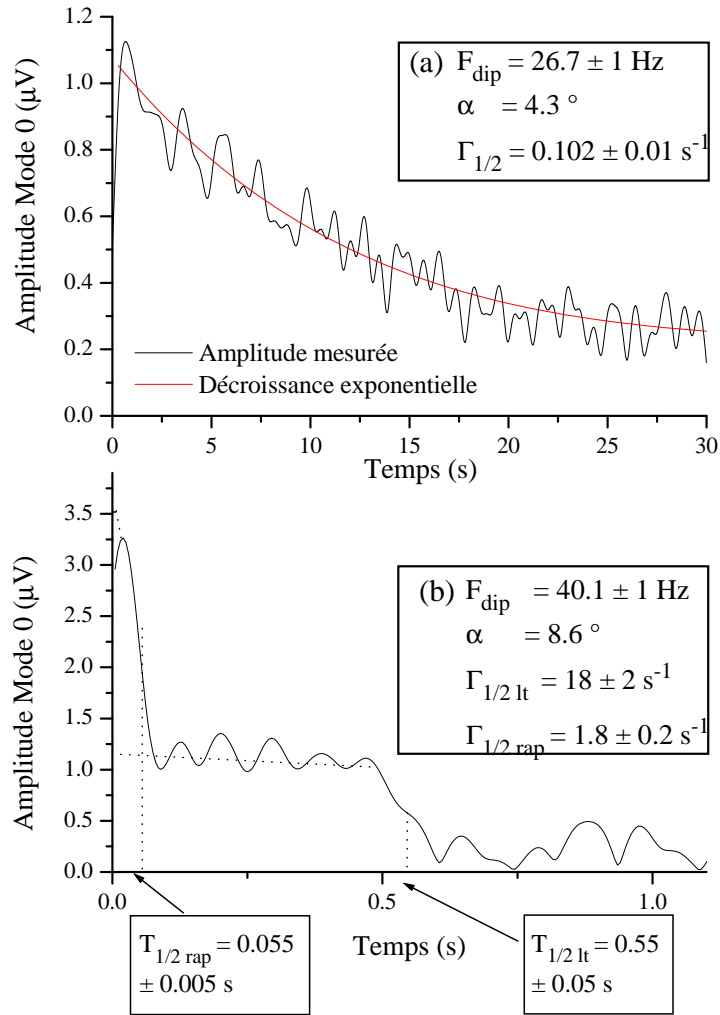 1.2
1.0
0.8
0.6
0.4
0.2
0.0
Amplitude Mode 0 (µV)
(a) F_dip = 26.7 ± 1 Hz
α = 4.3 °
Γ_1/2 = 0.102 ± 0.01 s⁻¹
Amplitude mesurée
Décroissance exponentielle
0 5 10 15 20 25 30
Temps (s)
3.5
3.0
2.5
2.0
1.5
1.0
0.5
0.0
Amplitude Mode 0 (µV)
(b) F_dip = 40.1 ± 1 Hz
α = 8.6 °
Γ_1/2 lt = 18 ± 2 s⁻¹
Γ_1/2 rap = 1.8 ± 0.2 s⁻¹
0.0 0.5 1.0
Temps (s)
T_1/2 rap = 0.055
± 0.005 s
T_1/2 lt = 0.55
± 0.05 s